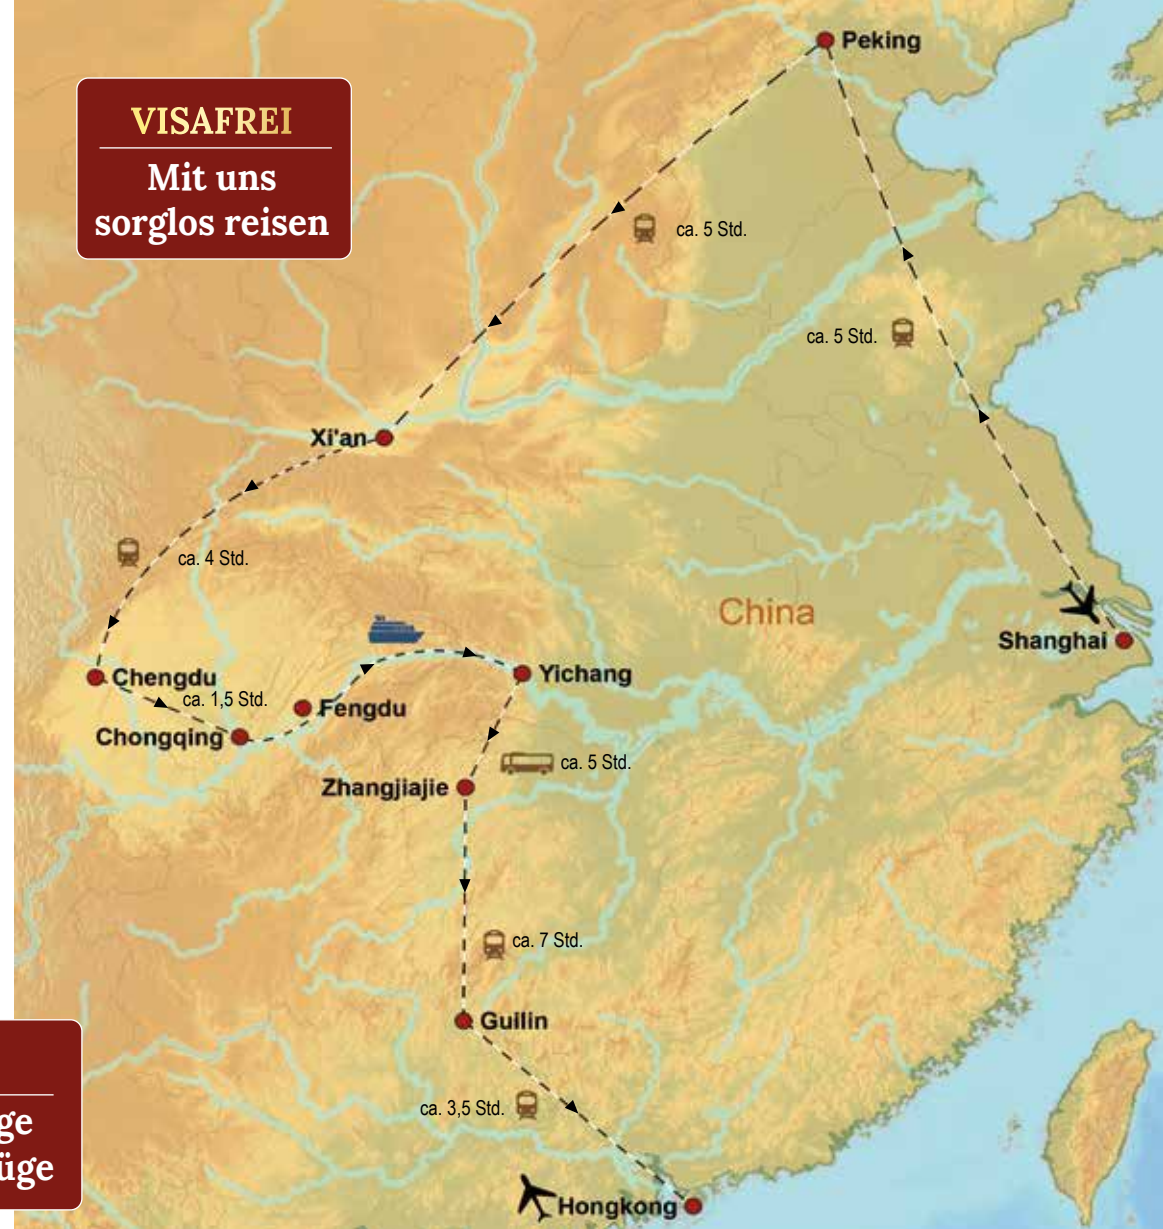 Peking
VISAFREI
Mit uns
sorglos reisen
ca. 5 Std.
ca. 5 Std.
Xi'an
ca. 4 Std.
China
Shanghai
Chengdu
ca. 1,5 Std.
Yichang
Fengdu
Chongqing
ca. 5 Std.
Zhangjiajie
ca. 7 Std.
Guilin
ca. 3,5 Std.
ge
üge
Hongkong